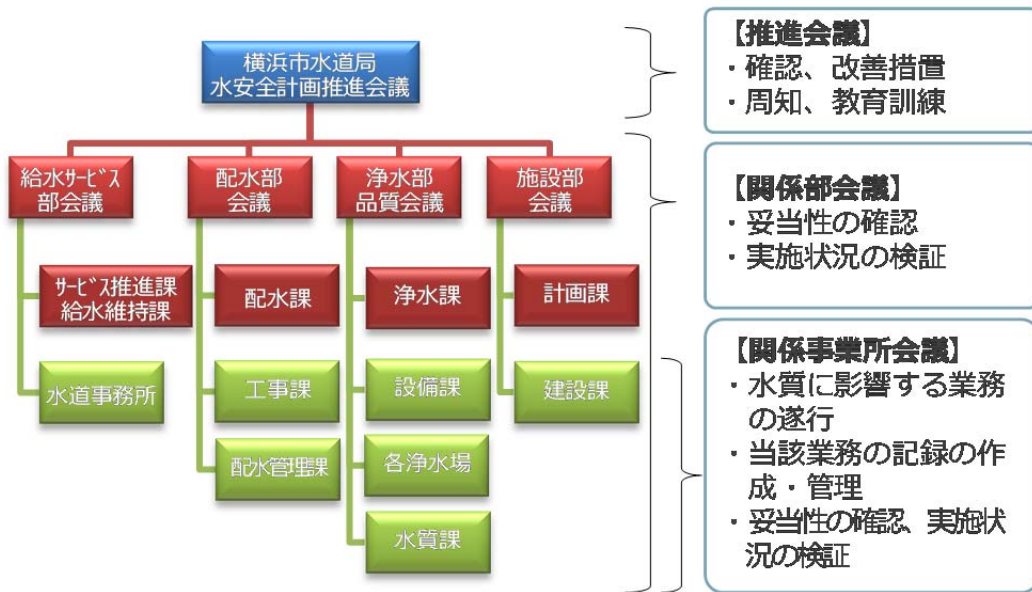 横浜市水道局
水安全計画推進会議
給水ｻｰﾋﾞｽ
部会議
配水部
会議
浄水部
品質会議
施設部
会議
ｻｰﾋﾞｽ推進課
給水維持課
配水課
浄水課
計画課
水道事務所
工事課
設備課
建設課
配水管理課
各浄水場
水質課
【推進会議】
・確認、改善措置
・周知、教育訓練
【関係部会議】
・妥当性の確認
・実施状況の検証
【関係事業所会議】
・水質に影響する業務
の遂行
・当該業務の記録の作
成・管理
・妥当性の確認、実施状
況の検証